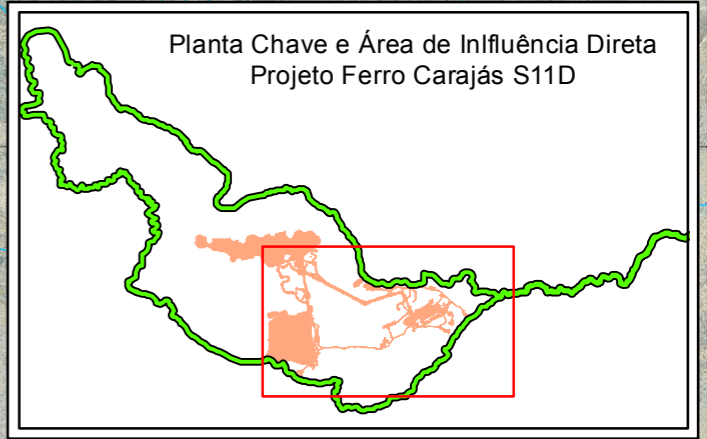 Planta Chave e Área de Inlfluência Direta
Projeto Ferro Carajás S11D